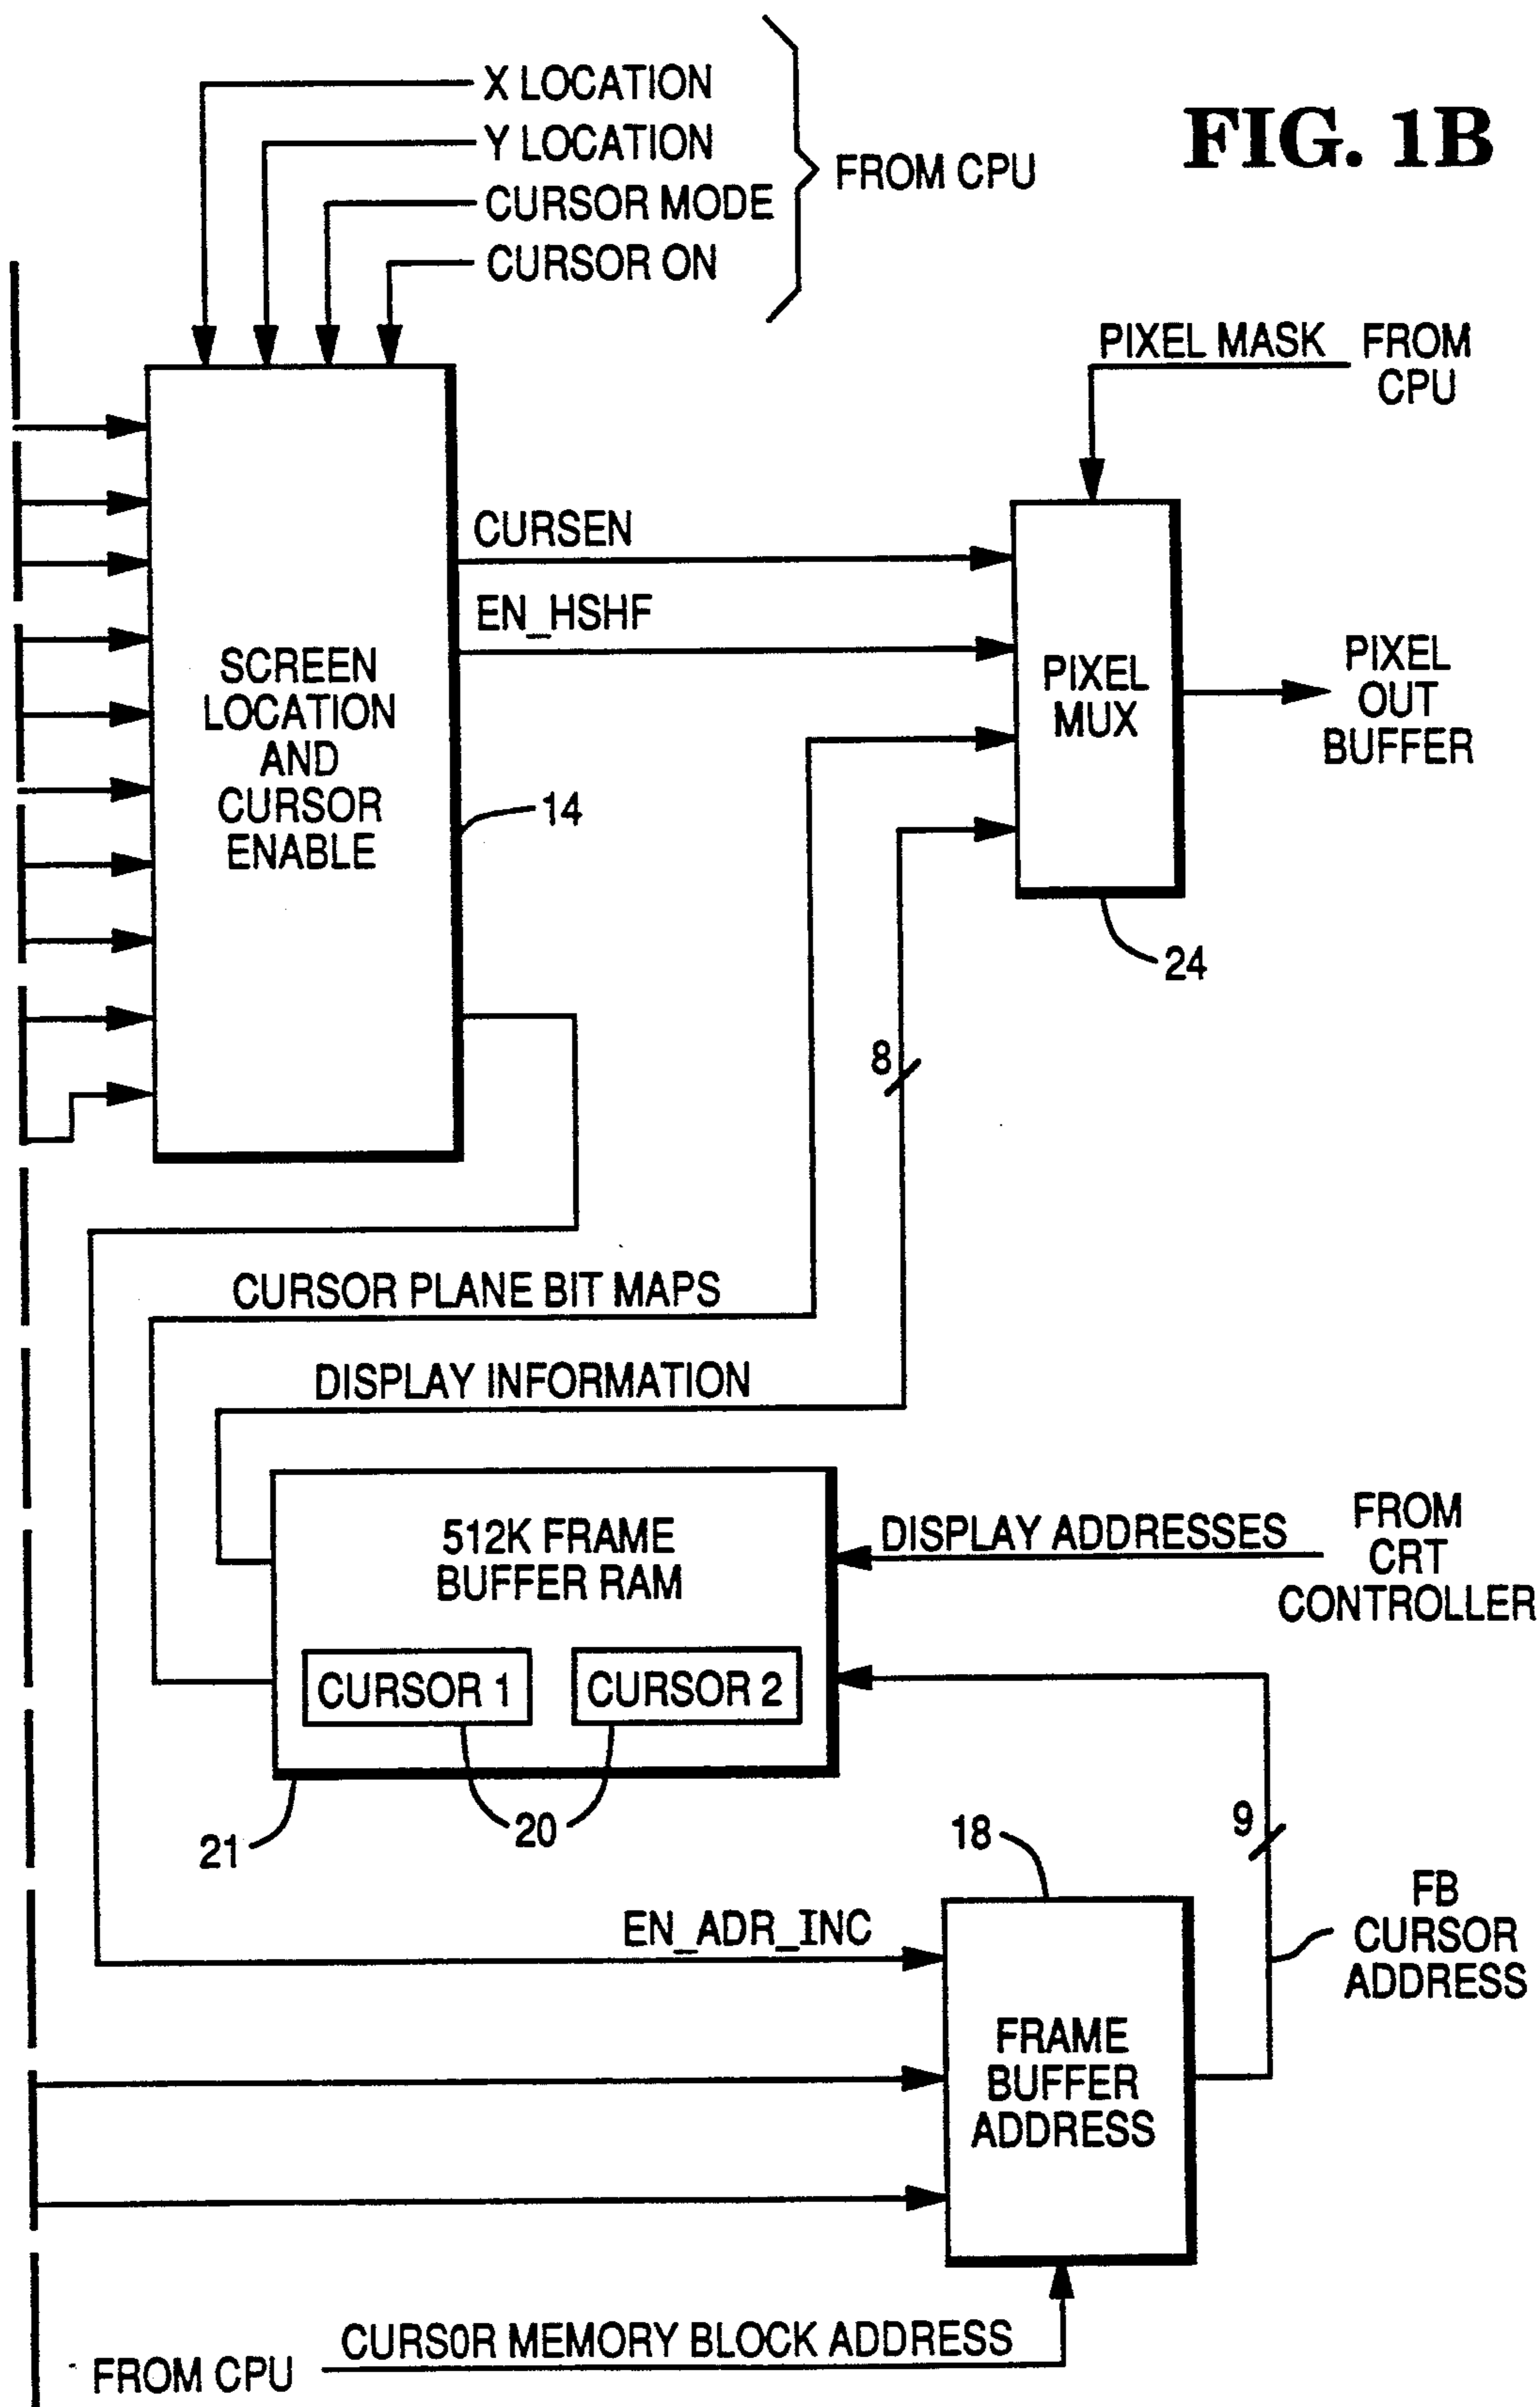 FIG. 1B
X LOCATION
Y LOCATION
CURSOR MODE
CURSOR ON
FROM CPU
PIXEL MASK
FROM
CPU
CURSEN
EN_HSHF
SCREEN
LOCATION
AND
CURSOR
ENABLE
14
PIXEL
MUX
PIXEL
OUT
BUFFER
24
8
CURSOR PLANE BIT MAPS
DISPLAY INFORMATION
512K FRAME
BUFFER RAM
CURSOR 1
CURSOR 2
DISPLAY ADDRESSES
FROM
CRT
CONTROLLER
21
20
18
9
FB
CURSOR
ADDRESS
EN_ADR_INC
FRAME
BUFFER
ADDRESS
CURS0R MEMORY BLOCK ADDRESS
FROM CPU